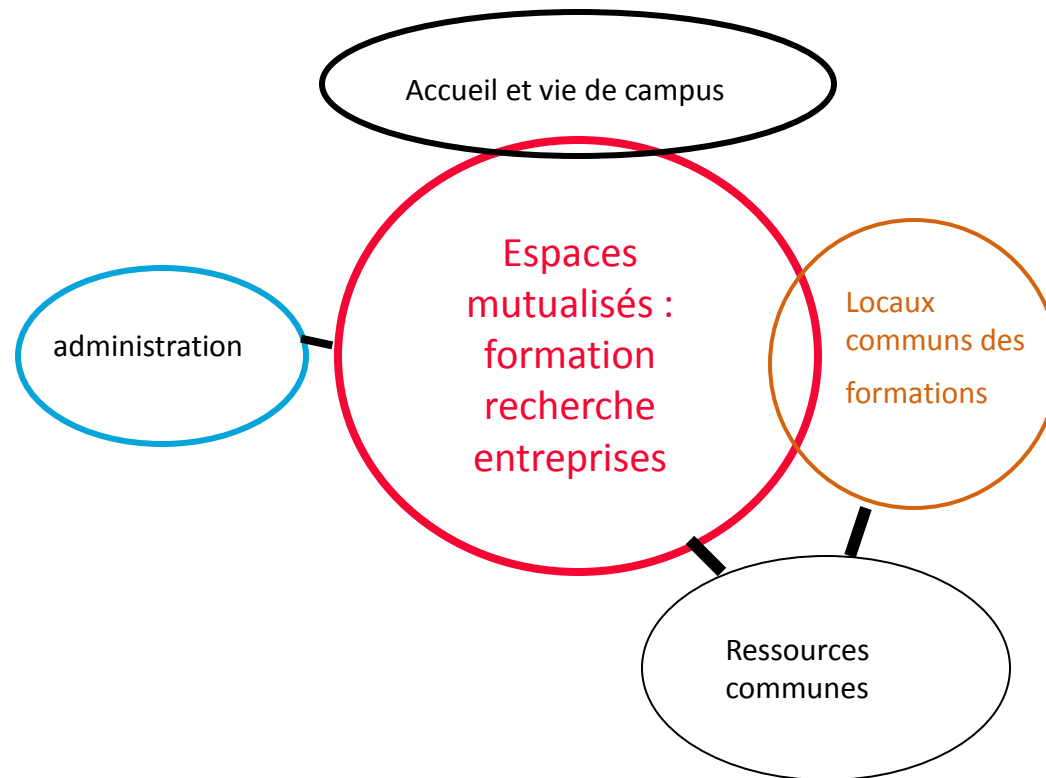 Accueil et vie de campus
Espaces
mutualisés :
formation
recherche
entreprises
administration
Locaux
communs des
formations
Ressources
communes